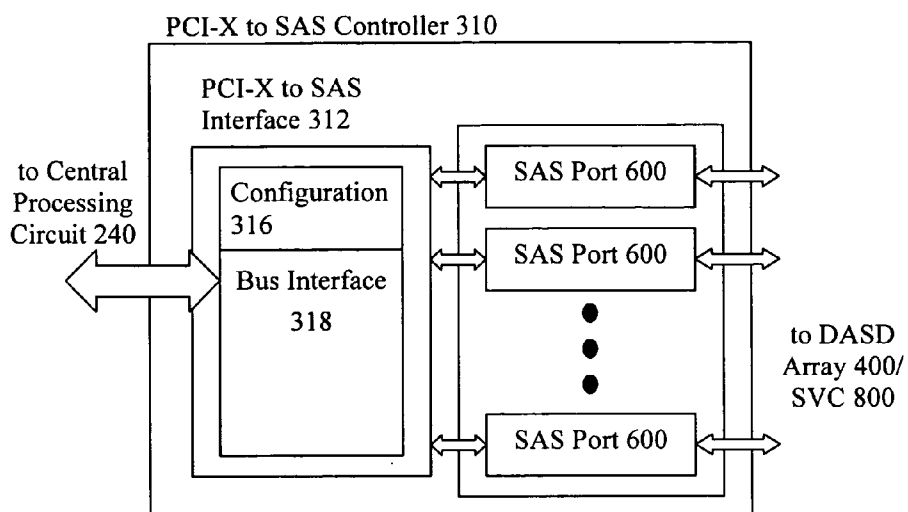 PCI-X to SAS Controller 310
PCI-X to SAS
Interface 312
to Central
Processing
Circuit 240
Configuration
316
Bus Interface
318
SAS Port 600
SAS Port 600
SAS Port 600
to DASD
Array 400/
SVC 800